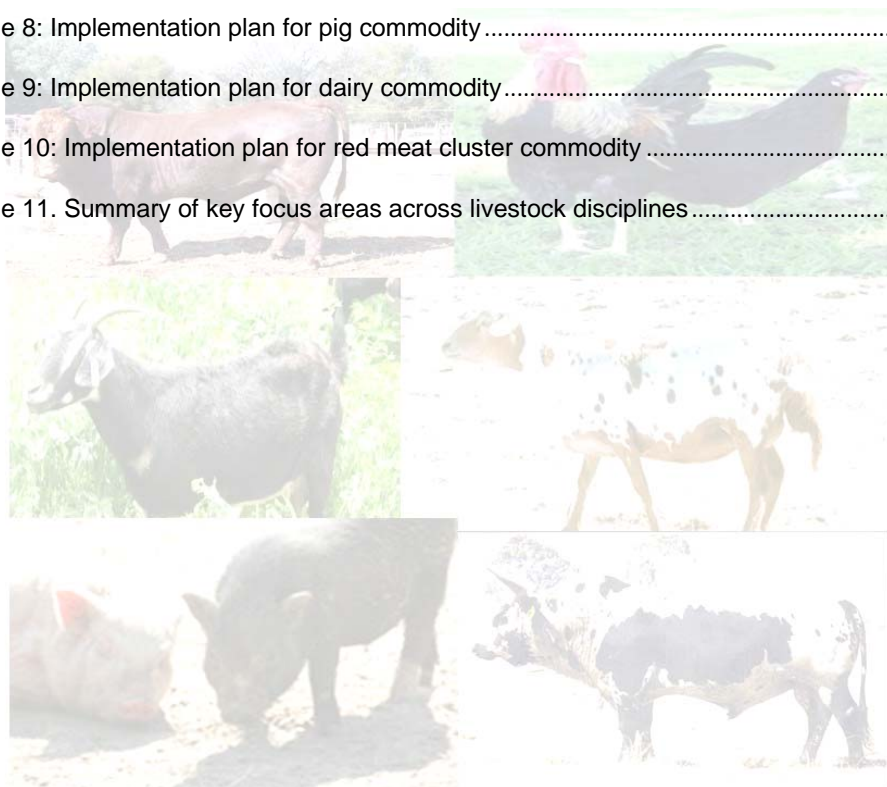 e 8: Implementation plan for pig commodity ..............................................................
e 9: Implementation plan for dairy commodity...........................................................
e 10: Implementation plan for red meat cluster commodity .....................................
e 11. Summary of key focus areas across livestock disciplines..............................